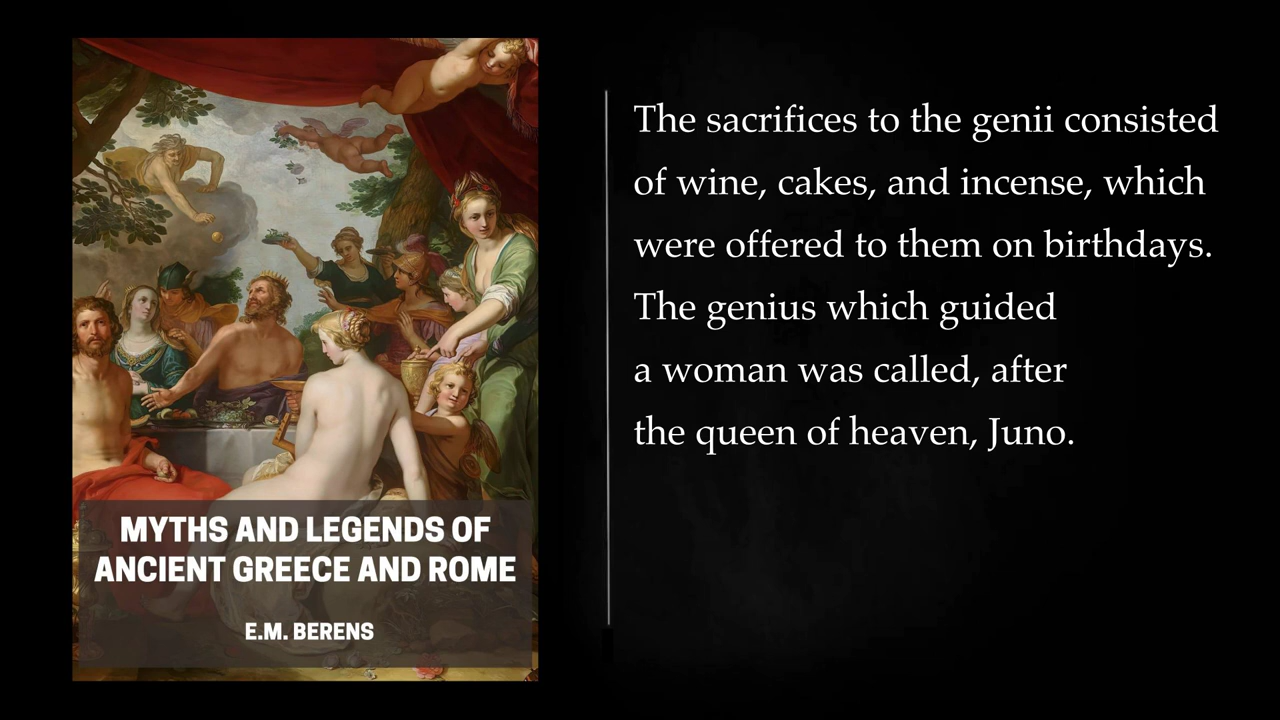 MYTHS AND LEGENDS OF
ANCIENT GREECE AND ROME
E.M. BERENS
The sacrifices to the genii consisted
of wine, cakes, and incense, which
were offered to them on birthdays.
The genius which guided
a woman was called, after
the queen of heaven, Juno.